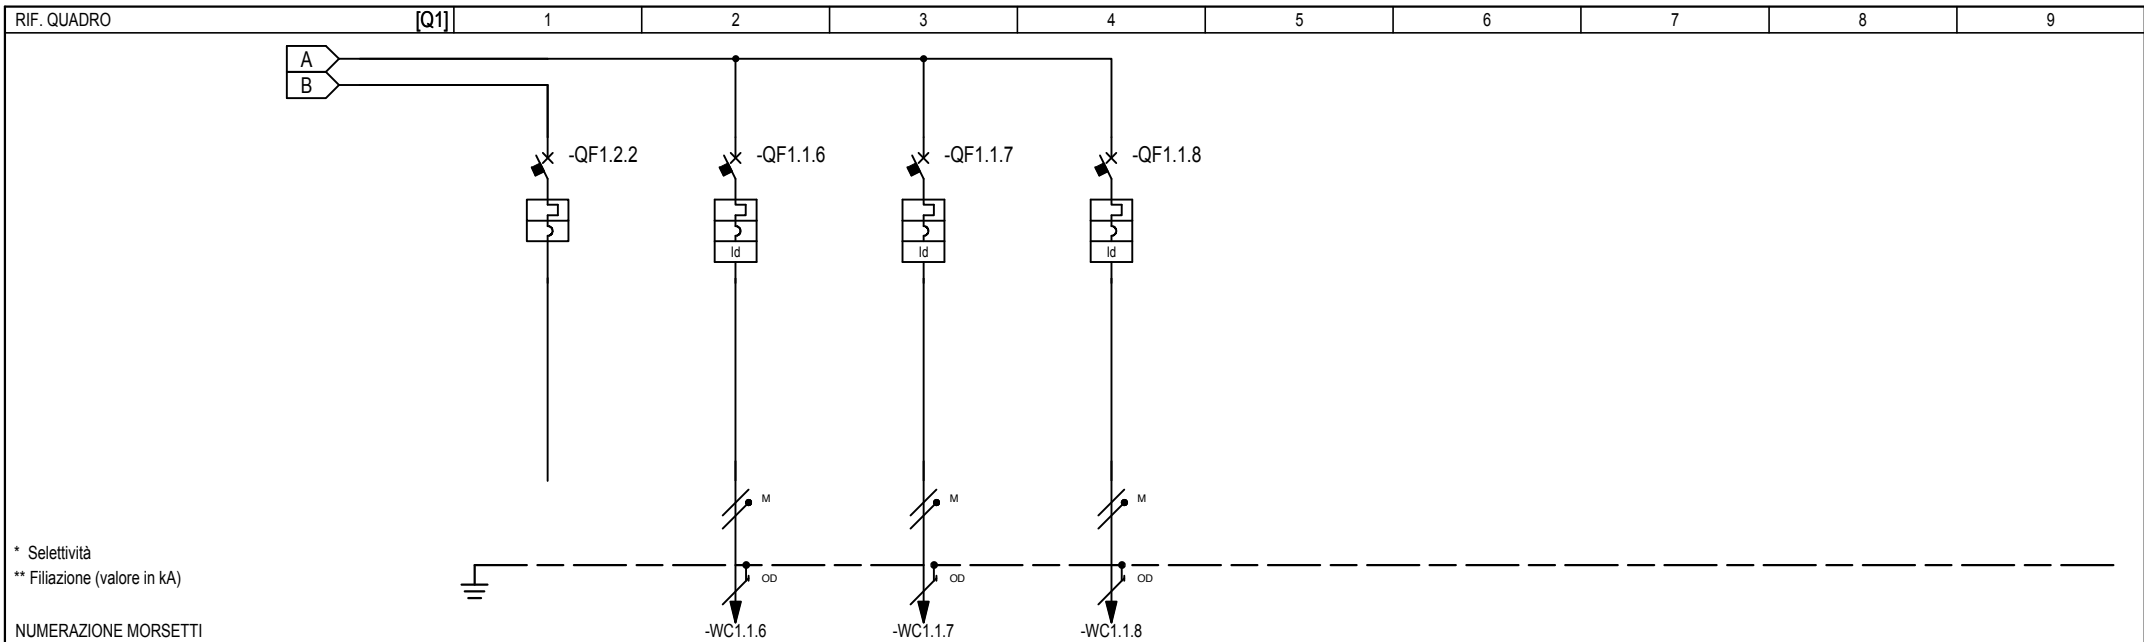 RIF. QUADRO [Q1] 1 2 3 4 5 6 7 8 9
A
B
-QF1.2.2 -QF1.1.6 -QF1.1.7 -QF1.1.8
Id Id Id
M M M
* Selettività
** Filiazione (valore in kA)
OD OD OD
NUMERAZIONE MORSETTI -WC1.1.6 -WC1.1.7 -WC1.1.8